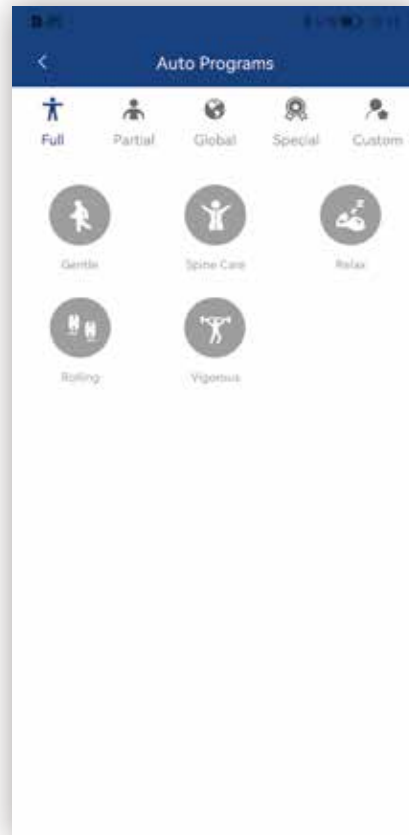 Auto Programs
Full Partial Global Special Custom
Gentle Spine Care Relax
Rolling Vigorous